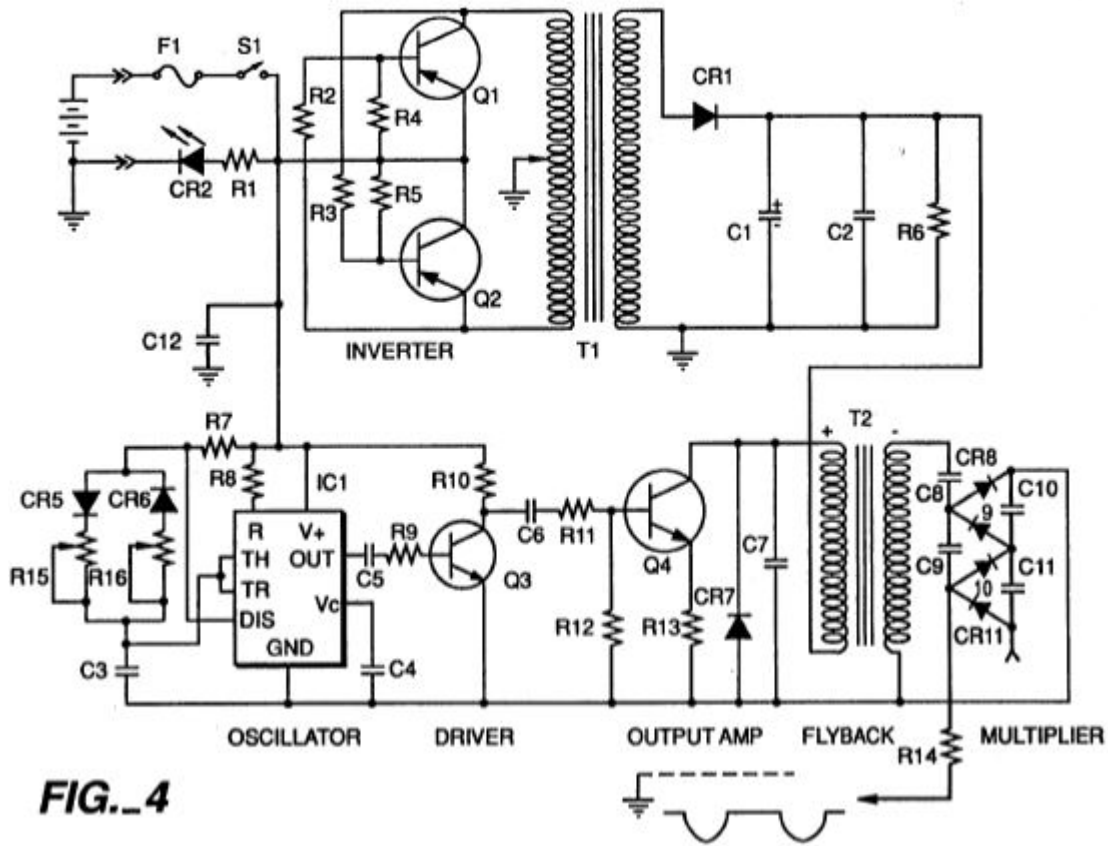 F1
S1
CR2
R1
R2
R3
R4
R5
Q1
Q2
INVERTER
T1
CR1
C1
+
-
C2
R6
C12
R7
R8
IC1
CR5
CR6
R15
R16
C3
R
V+
TH
OUT
TR
Vc
DIS
GND
C4
C5
R9
R10
Q3
C6
R11
R12
Q4
R13
CR7
C7
+
T2
-
CR8
C8
C10
9
C9
C11
10
CR11
R14
OSCILLATOR
DRIVER
OUTPUT AMP
FLYBACK
MULTIPLIER
FIG._4